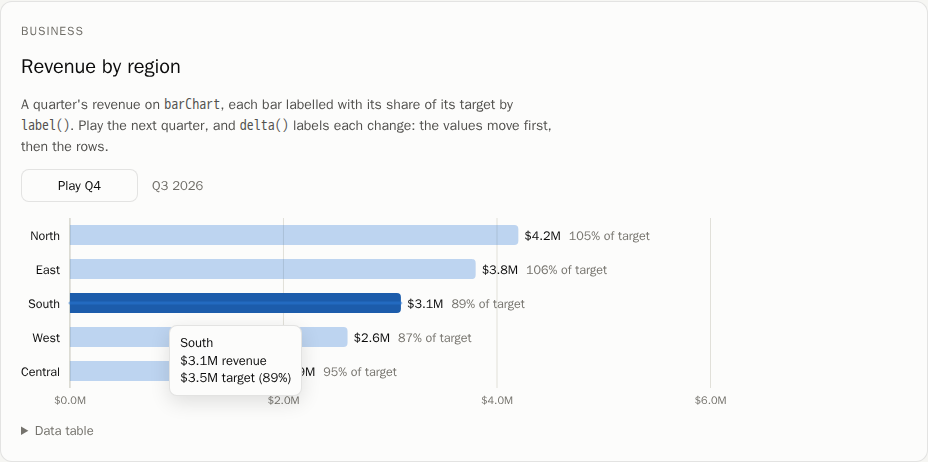 BUSINESS
Revenue by region
A quarter's revenue on barChart, each bar labelled with its share of its target by
label(). Play the next quarter, and delta() labels each change: the values move first,
then the rows.
Play Q4 Q3 2026
North $4.2M 105% of target
East $3.8M 106% of target
South $3.1M 89% of target
West $2.6M 87% of target
South
$3.1M revenue
$3.5M target (89%)
Central 9M 95% of target
$0.0M $2.0M $4.0M $6.0M
Data table